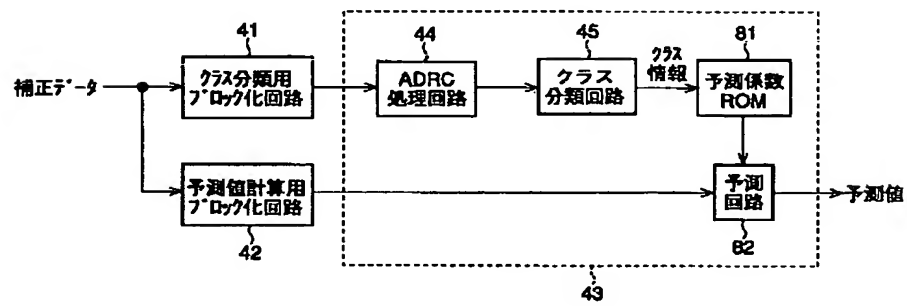 41
クラス分類用
ブロック化回路
44
ADRC
処理回路
45
クラス
分類回路
クラス
情報
81
予測係数
ROM
補正データ
予測値計算用
ブロック化回路
42
予測
回路
82
予測値
43